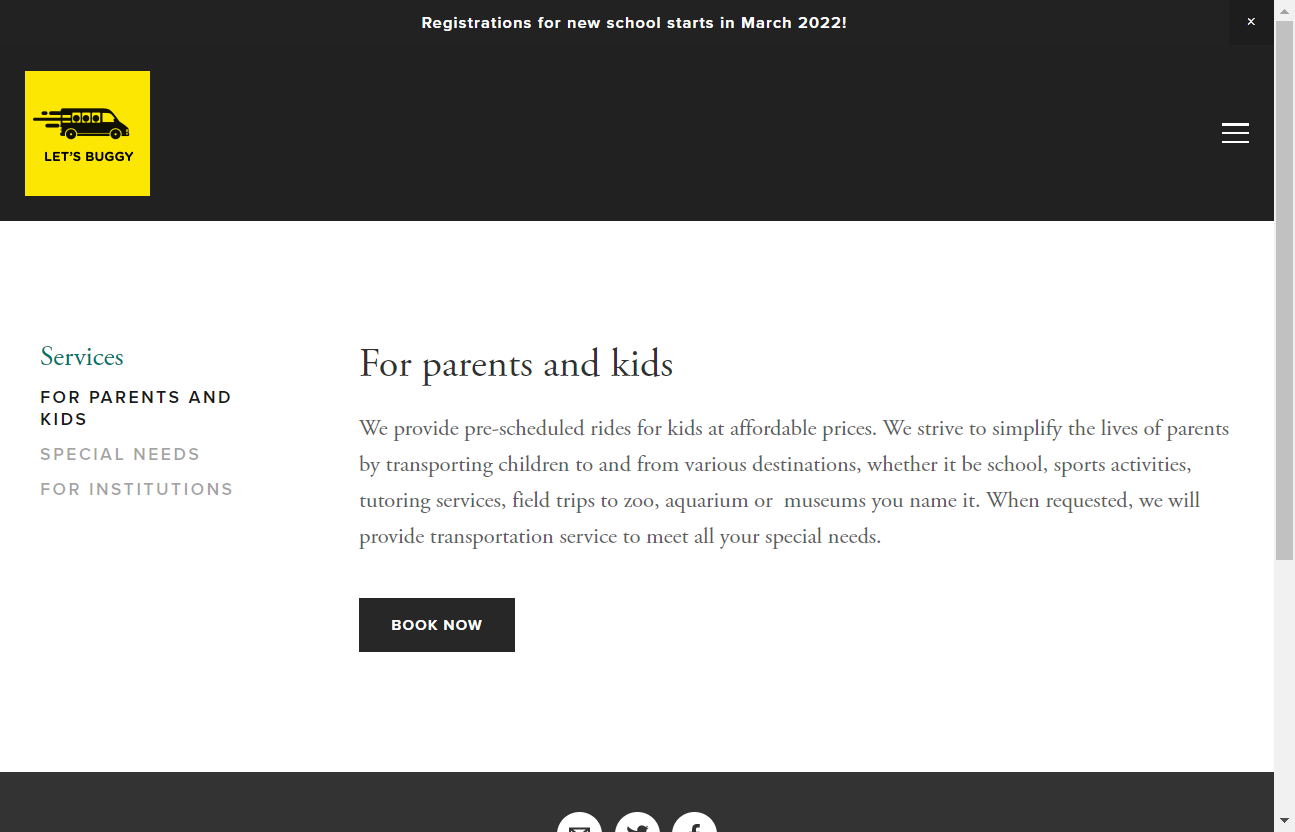 Registrations for new school starts in March 2022!
×
LET'S BUGGY
Services
FOR PARENTS AND
KIDS
SPECIAL NEEDS
FOR INSTITUTIONS
For parents and kids
We provide pre-scheduled rides for kids at affordable prices. We strive to simplify the lives of parents
by transporting children to and from various destinations, whether it be school, sports activities,
tutoring services, field trips to zoo, aquarium or  museums you name it. When requested, we will
provide transportation service to meet all your special needs.
BOOK NOW